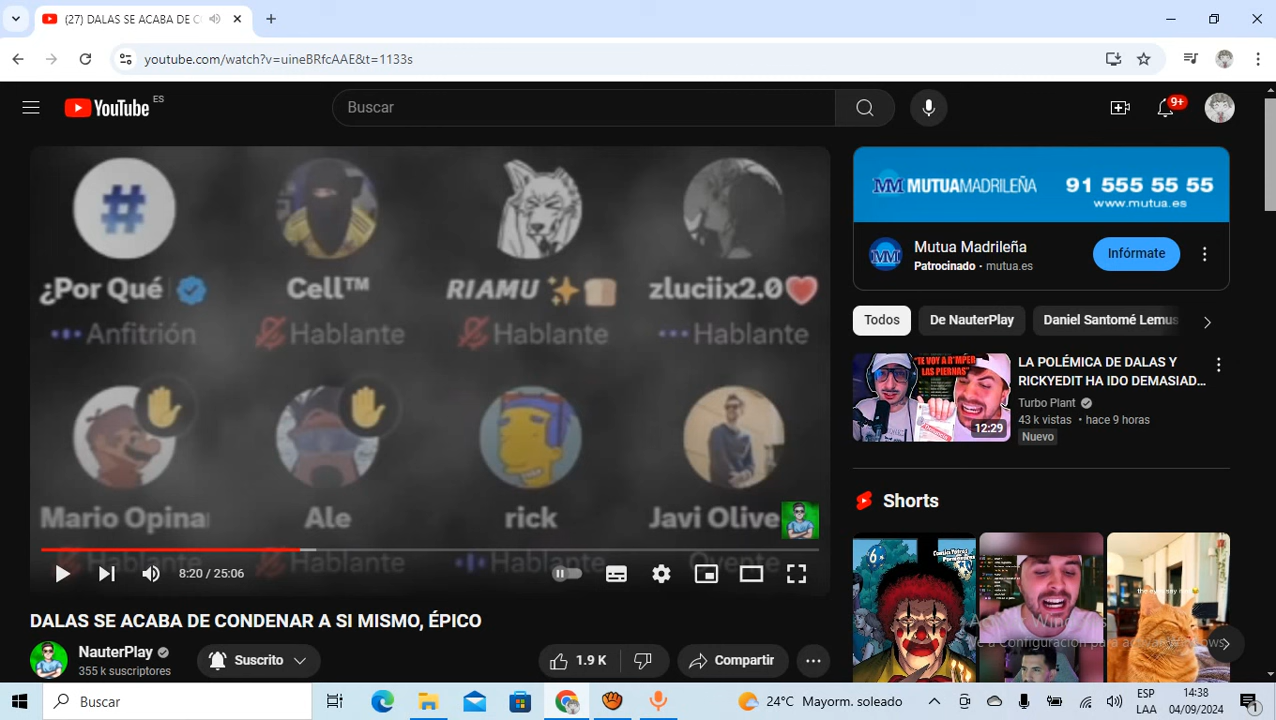 (27) DALAS SE ACABA DE C
youtube.com/watch?v=uineBRfcAAE&t=1133s
YouTube ES
Buscar
9+
#
¿Por Qué
Cell™
RIAMU ✨🍞
zluciix2.0❤️
Anfitrión
Hablante
Hablante
Hablante
Mario Opina
Ale
rick
Javi Olive
Hablante
Hablante
Hablante
Oyente
8:20 / 25:06
DALAS SE ACABA DE CONDENAR A SI MISMO, ÉPICO
NauterPlay
355 k suscriptores
Suscrito
1.9 K
Compartir
MM MUTUAMADRILEÑA
91 555 55 55
www.mutua.es
Mutua Madrileña
Patrocinado · mutua.es
Infórmate
Todos
De NauterPlay
Daniel Santomé Lemus
"TE VOY A R*MPER
LAS PIERNAS"
12:29
LA POLÉMICA DE DALAS Y
RICKYEDIT HA IDO DEMASIAD...
Turbo Plant
43 k vistas · hace 9 horas
Nuevo
Shorts
Buscar
24°C Mayorm. soleado
ESP
LAA
14:38
04/09/2024
1